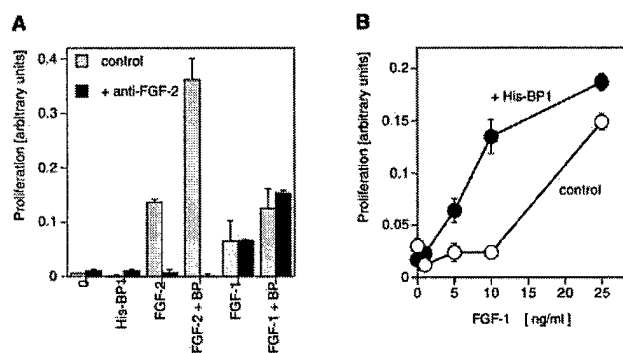 A
Proliferation [arbitrary units]
0.4
0.3
0.2
0.1
0
control
+ anti-FGF-2
0
His-BP1
FGF-2
FGF-2 + BP
FGF-1
FGF-1 + BP
B
Proliferation [arbitrary units]
0.2
0.15
0.1
0.05
0
+ His-BP1
control
0 5 10 15 20 25
FGF-1 [ng/ml]